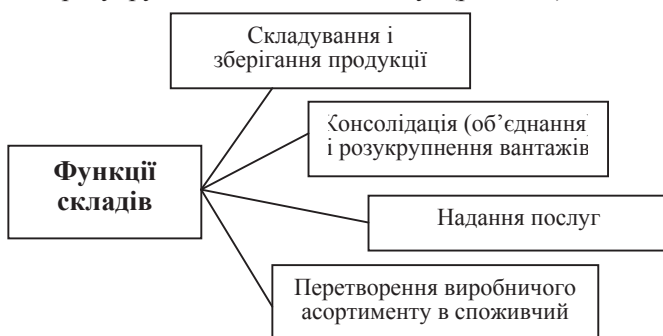 Складування і
зберігання продукції
Консолідація (об’єднання)
і розукрупнення вантажів
Функції
складів
Надання послуг
Перетворення виробничого
асортименту в споживчий